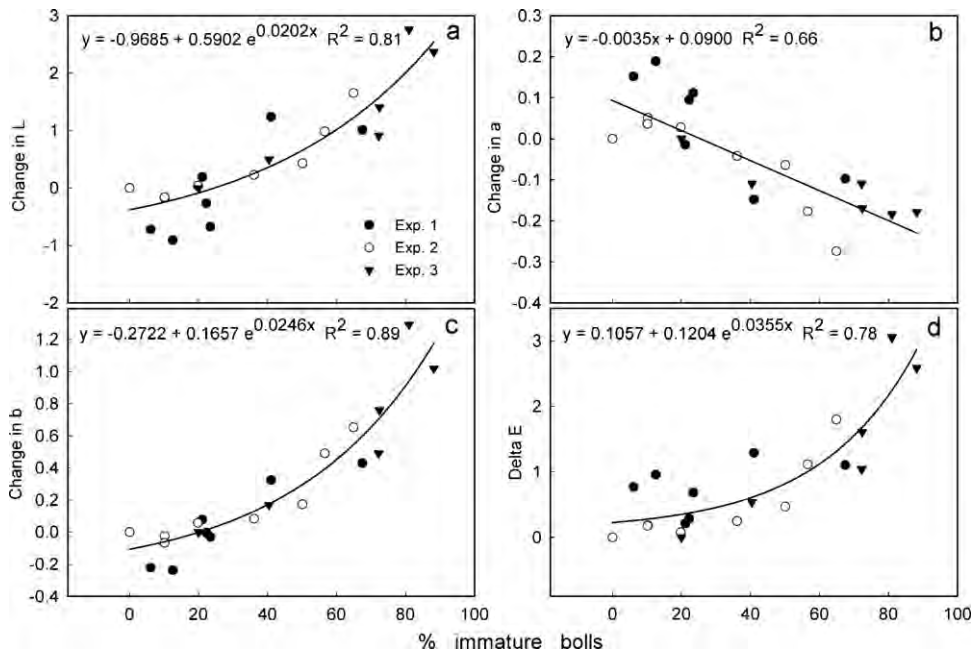 y = -0.9685 + 0.5902 e^0.0202x R^2 = 0.81 a
Change in L
3
2
1
0
-1
-2
Exp. 1
Exp. 2
Exp. 3
y = -0.0035x + 0.0900 R^2 = 0.66 b
Change in a
0.3
0.2
0.1
0.0
-0.1
-0.2
-0.3
-0.4
y = -0.2722 + 0.1657 e^0.0246x R^2 = 0.89 c
Change in b
1.2
1.0
0.8
0.6
0.4
0.2
0.0
-0.2
-0.4
0 20 40 60 80 100
y = 0.1057 + 0.1204 e^0.0355x R^2 = 0.78 d
Delta E
3
2
1
0
0 20 40 60 80 100
% immature bolls